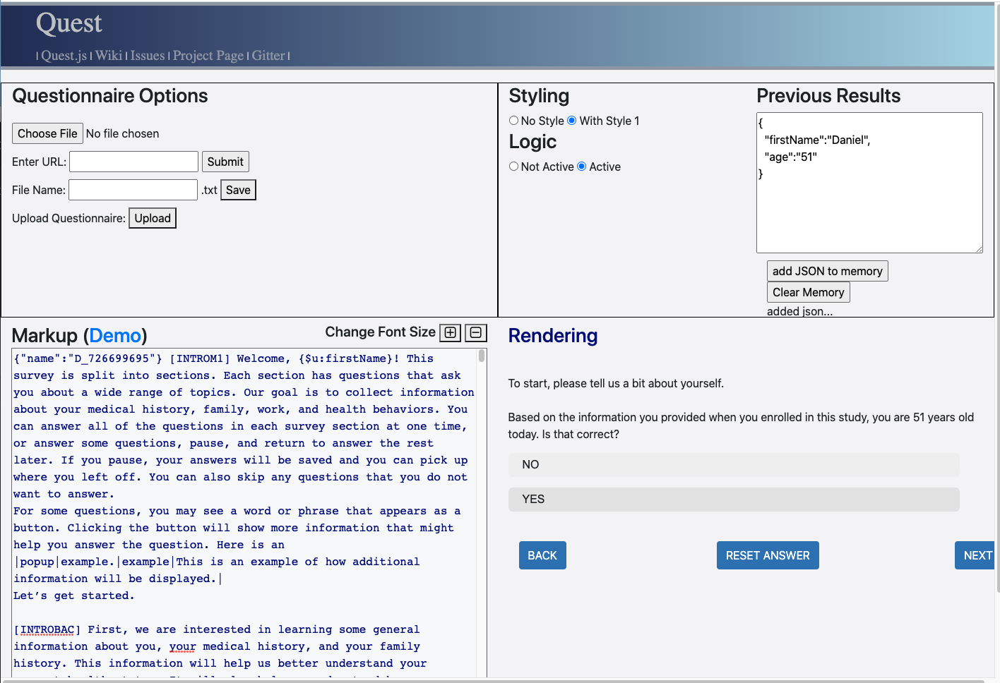 Quest
| Quest.js | Wiki | Issues | Project Page | Gitter |
Questionnaire Options
Choose File No file chosen
Enter URL: Submit
File Name: .txt Save
Upload Questionnaire: Upload
Styling
No Style With Style 1
Logic
Not Active Active
Previous Results
{
"firstName":"Daniel",
"age":"51"
}
add JSON to memory
Clear Memory
added json...
Markup (Demo)
Change Font Size
{"name":"D_726699695"} [INTROM1] Welcome, {$u:firstName}! This
survey is split into sections. Each section has questions that ask
you about a wide range of topics. Our goal is to collect information
about your medical history, family, work, and health behaviors. You
can answer all of the questions in each survey section at one time,
or answer some questions, pause, and return to answer the rest
later. If you pause, your answers will be saved and you can pick up
where you left off. You can also skip any questions that you do not
want to answer.
For some questions, you may see a word or phrase that appears as a
button. Clicking the button will show more information that might
help you answer the question. Here is an
|popup|example.|example|This is an example of how additional
information will be displayed.|
Let’s get started.
[INTROBAC] First, we are interested in learning some general
information about you, your medical history, and your family
history. This information will help us better understand your
Rendering
To start, please tell us a bit about yourself.
Based on the information you provided when you enrolled in this study, you are 51 years old
today. Is that correct?
NO
YES
BACK
RESET ANSWER
NEXT